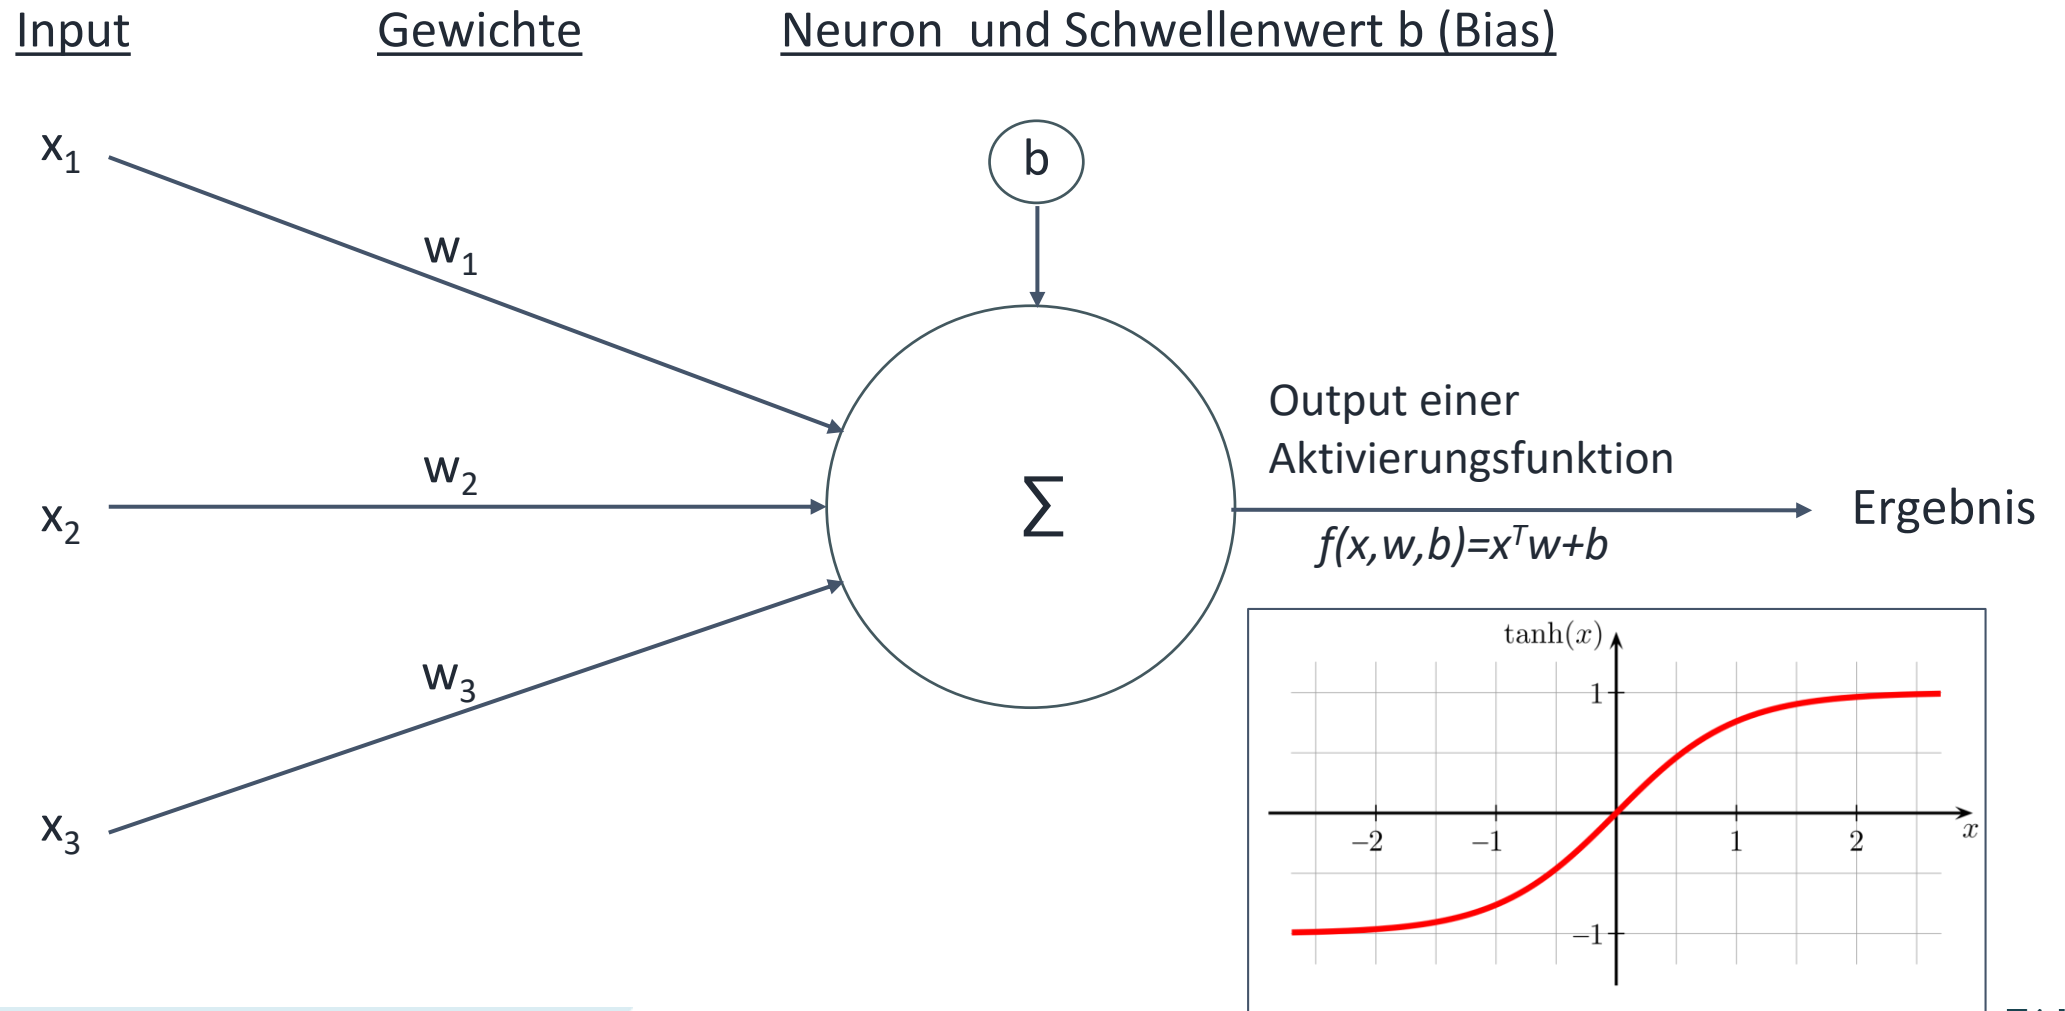 Input Gewichte Neuron und Schwellenwert b (Bias)
x₁
b
w₁
Output einer
Aktivierungsfunktion
w₂
x₂
∑
Ergebnis
f(x,w,b)=xᵀw+b
w₃
x₃
tanh(x)
1
−2 −1 1 2 x
−1